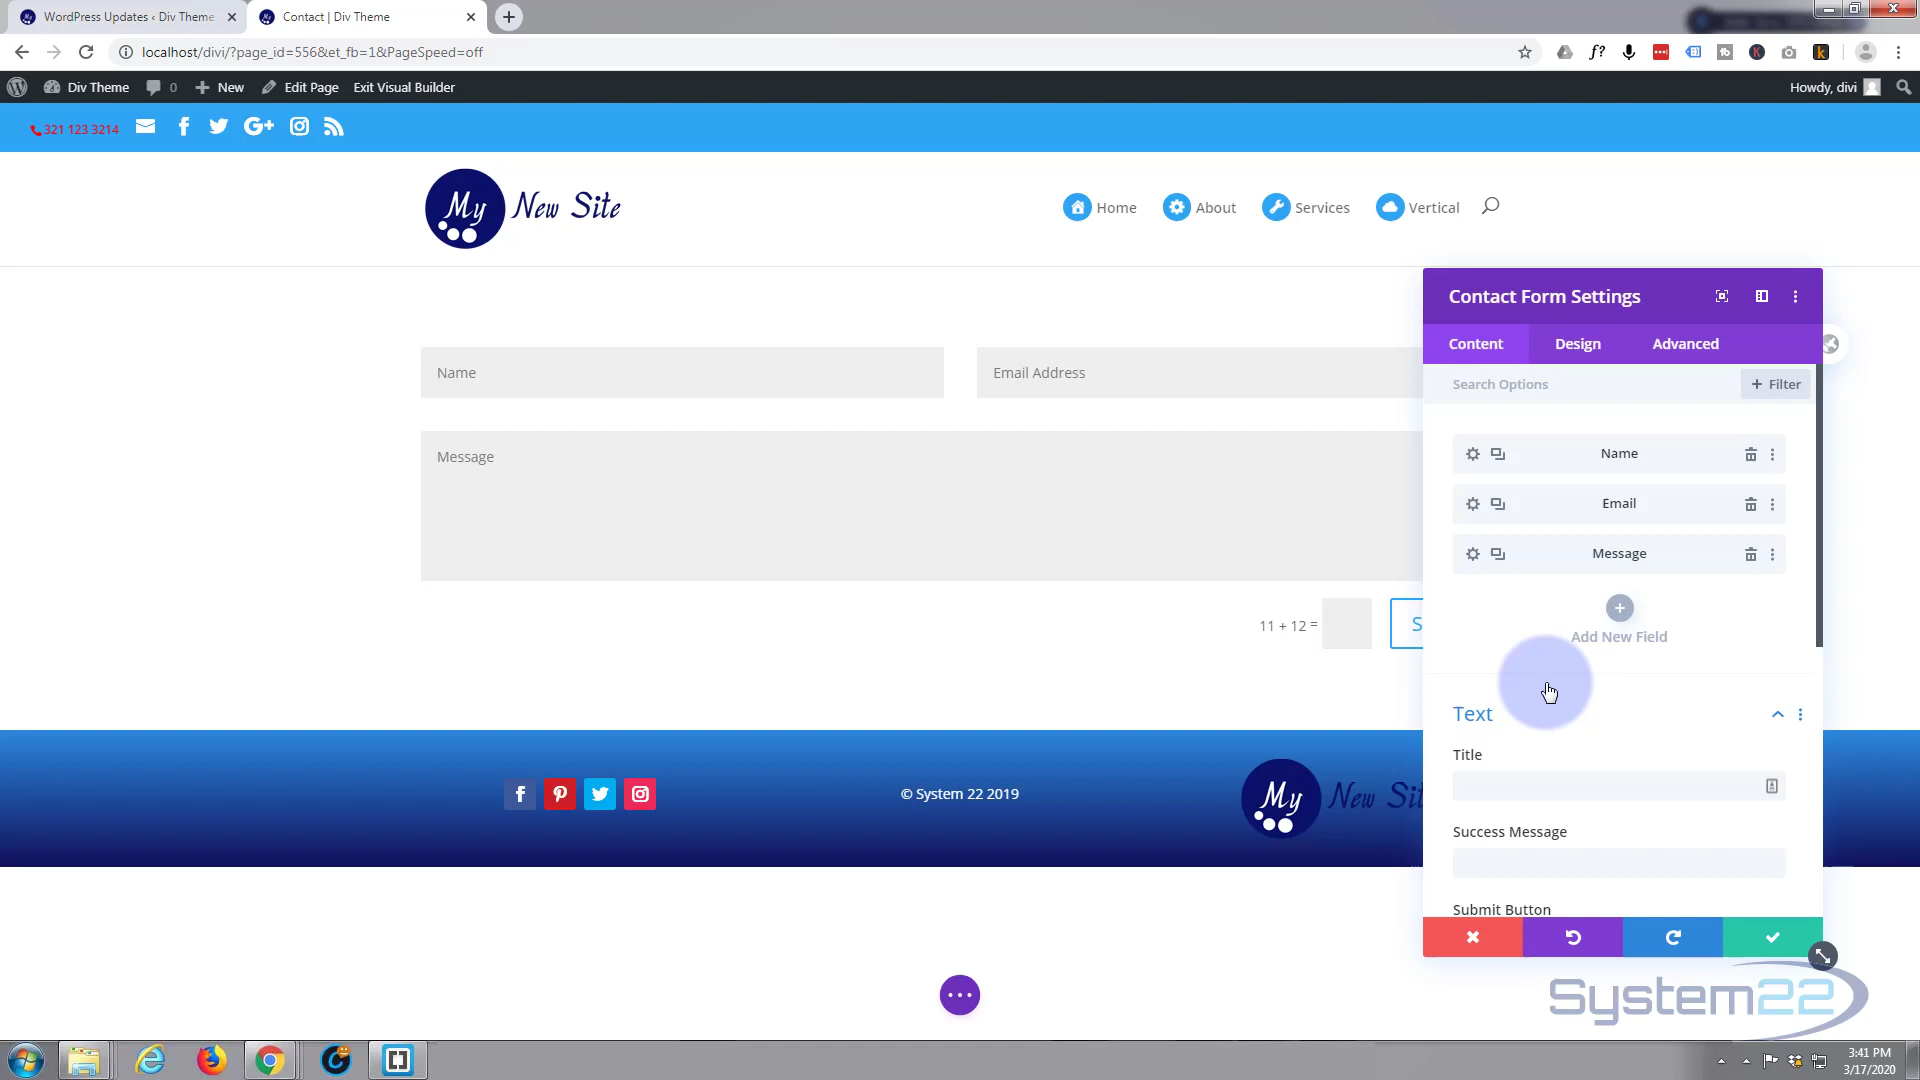 WordPress Updates ‹ Div Theme
Contact | Div Theme
localhost/divi/?page_id=556&et_fb=1&PageSpeed=off
Div Theme
0
New
Edit Page
Exit Visual Builder
Howdy, divi
321 123 3214
My New Site
Home
About
Services
Vertical
Contact Form Settings
Content
Design
Advanced
Search Options
+ Filter
Name
Email Address
Message
11 + 12 =
S
Name
Email
Message
Add New Field
Text
Title
Success Message
Submit Button
© System 22 2019
My New Sit
System22
3:41 PM
3/17/2020